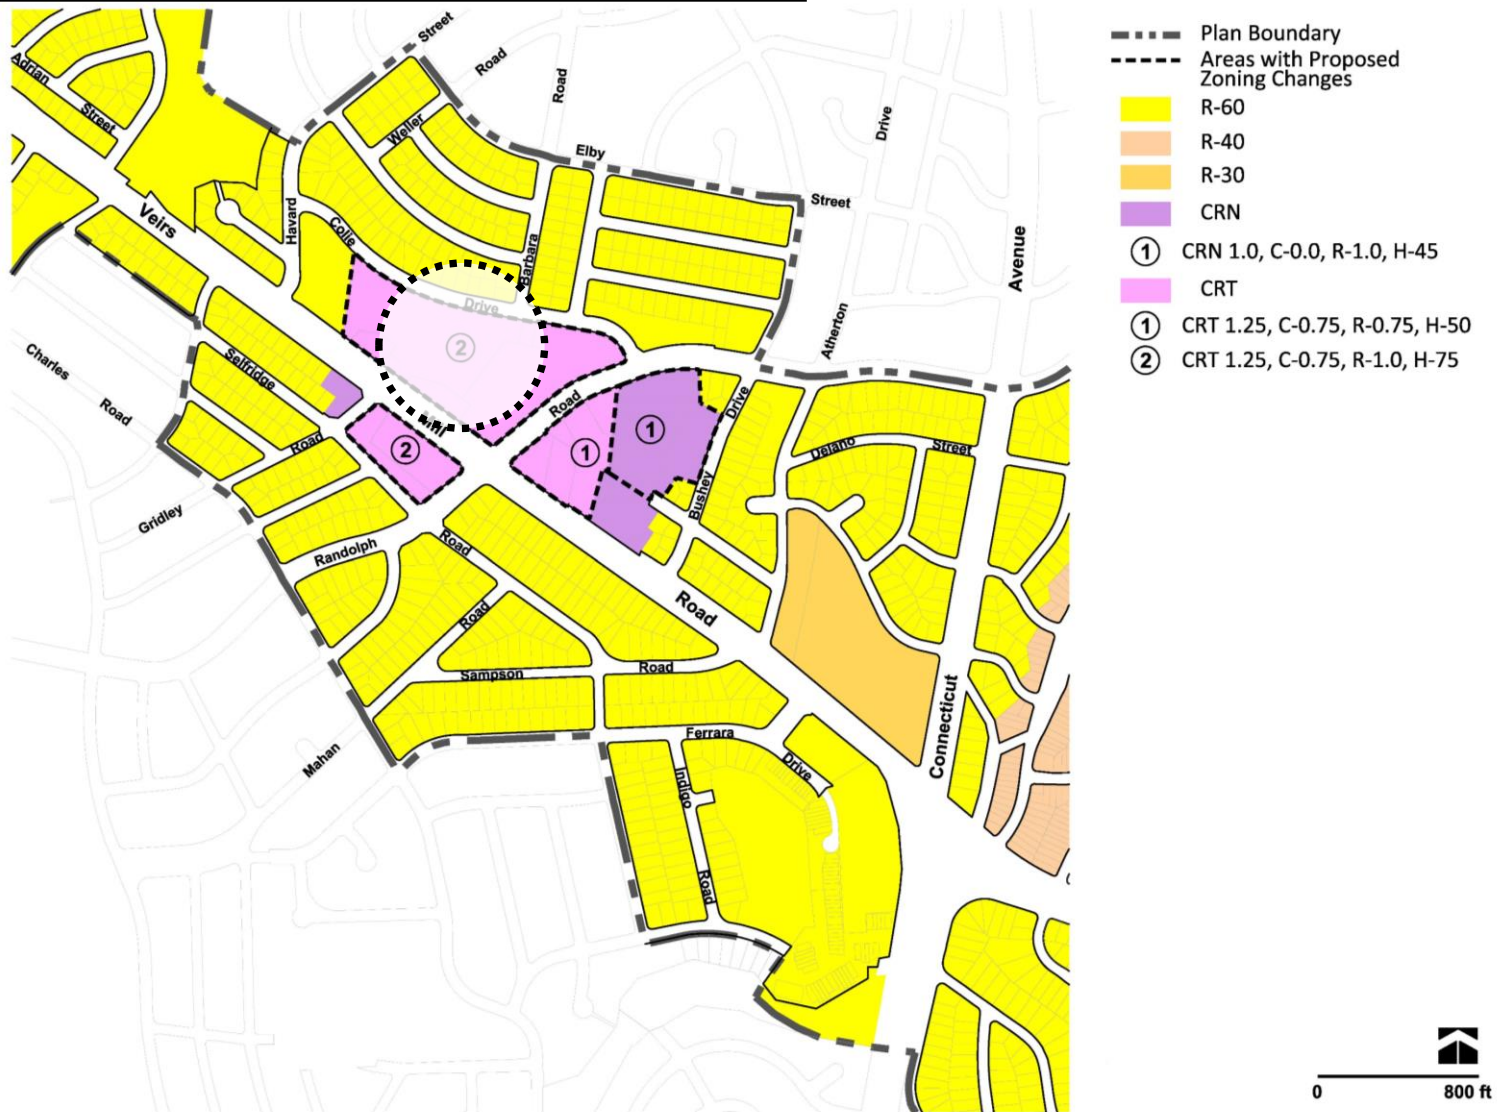 Street
Road
Road
Adrian
Street
Weller
Drive
Elby
Street
Veirs
Havard
Colie
Barbara
Avenue
Drive
2
Atherton
Charles
Road
Selfridge
Road
Mill
Road
2
1
1
Drive
Delano
Street
Bushey
Gridley
Randolph
Road
Road
Road
Sampson
Road
Connecticut
Mahan
Ferrara
Drive
Indigo
Road
Plan Boundary
Areas with Proposed
Zoning Changes
R-60
R-40
R-30
CRN
1 CRN 1.0, C-0.0, R-1.0, H-45
CRT
1 CRT 1.25, C-0.75, R-0.75, H-50
2 CRT 1.25, C-0.75, R-1.0, H-75
0 800 ft